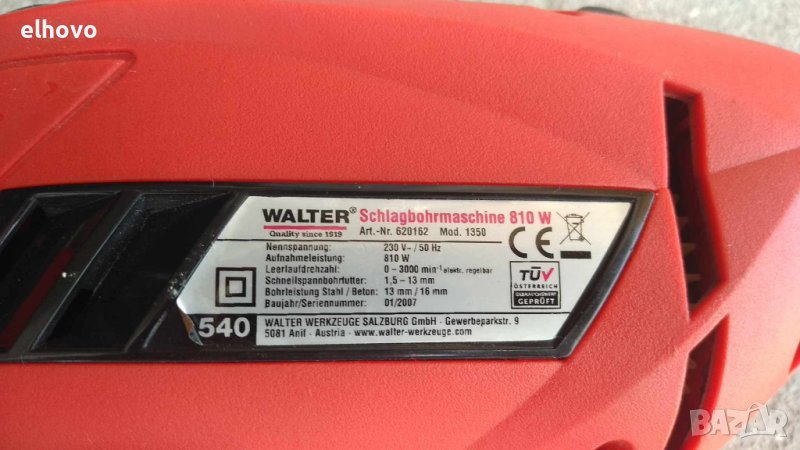 elhovo
WALTER® Schlagbohrmaschine 810 W
Quality since 1919 Art.-Nr. 620162 Mod. 1350
Nennspannung: 230 V~ / 50 Hz
Aufnahmeleistung: 810 W
Leerlaufdrehzahl: 0 - 3000 min⁻¹ elektr. regelbar
Schnellspannbohrfutter: 1,5 - 13 mm
Bohrleistung Stahl / Beton: 13 mm / 16 mm
Baujahr/Seriennummer: 01/2007
CE
TÜV
ÖSTERREICH
GEBRAUCHSWERT
GEPRÜFT
540
WALTER WERKZEUGE SALZBURG GmbH · Gewerbeparkstr. 9
5081 Anif - Austria · www.walter-werkzeuge.com
BAZAR